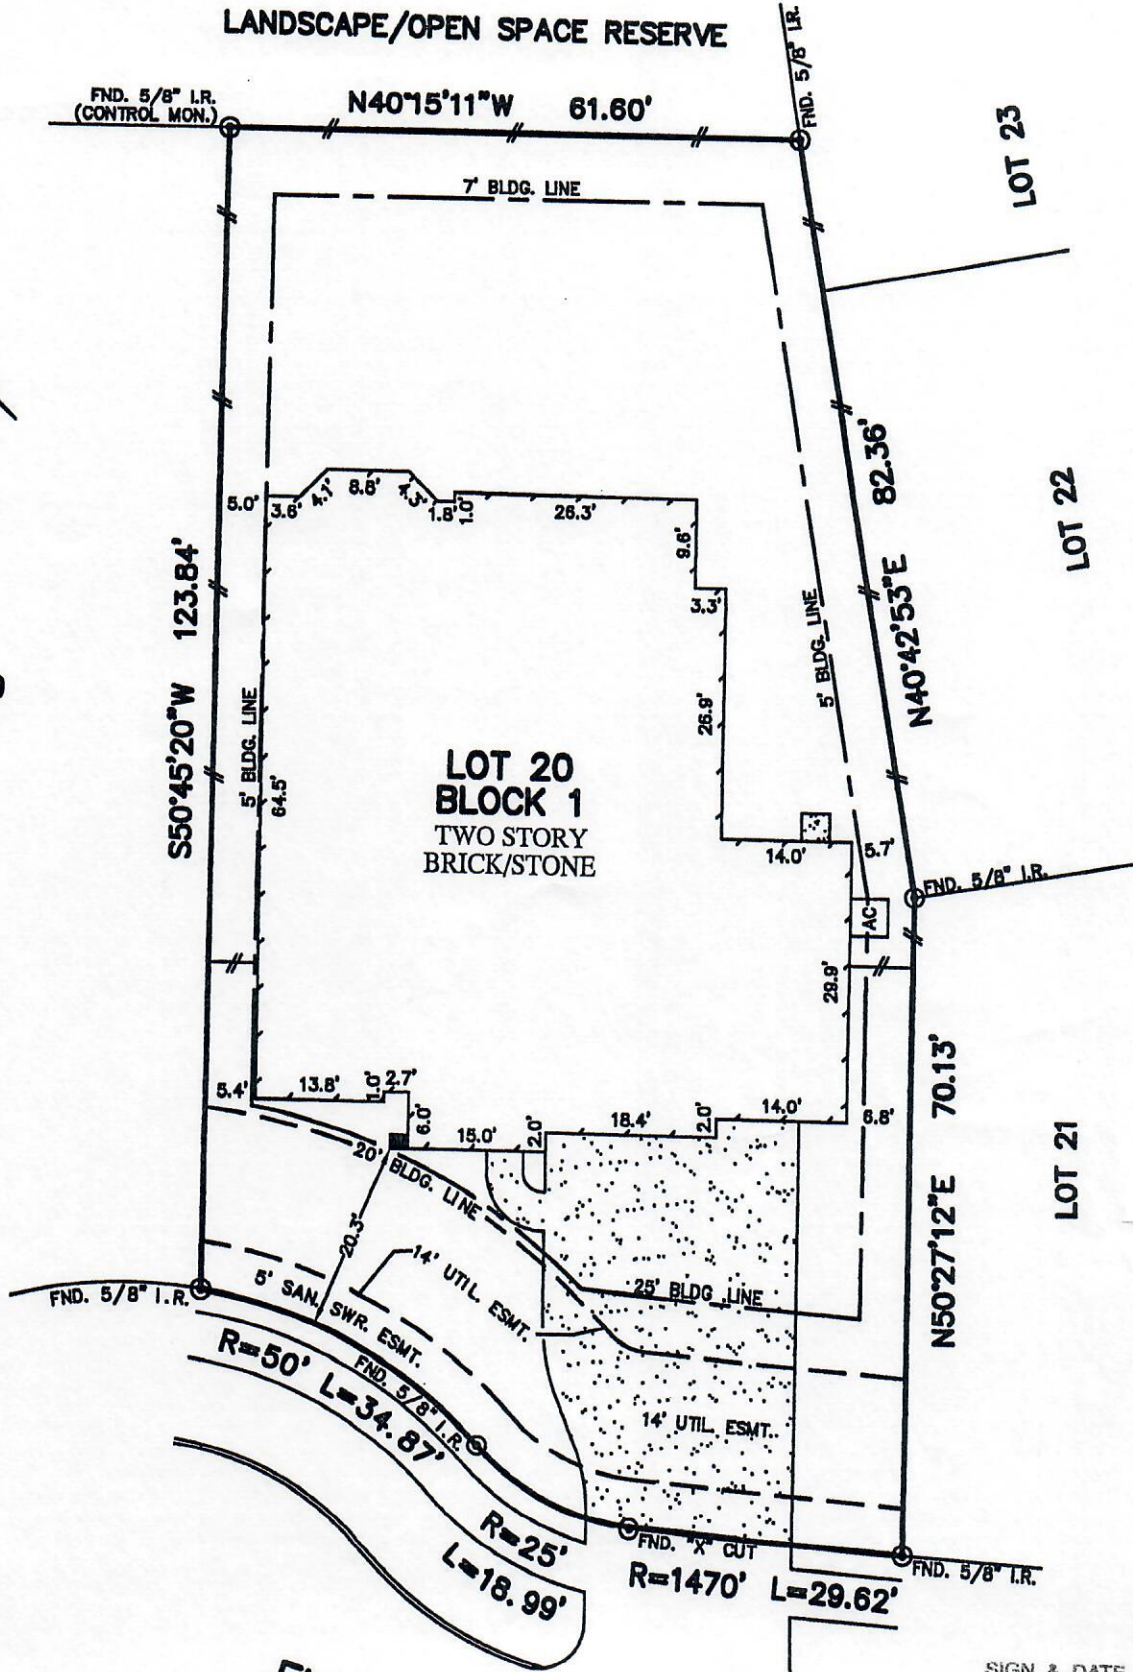 LANDSCAPE/OPEN SPACE RESERVE
FND. 5/8" I.R.
(CONTROL MON.)
N40°15'11"W 61.60'
FND. 5/8" I.R.
LOT 23
7' BLDG. LINE
82.36'
N40°42'53"E
LOT 22
5.0'
3.6'
4.1'
8.8'
4.3'
1.8'
1.0'
26.3'
9.6'
3.3'
S50°45'20"W 123.84'
5' BLDG. LINE
64.5'
26.9'
5' BLDG. LINE
LOT 20
BLOCK 1
TWO STORY
BRICK/STONE
14.0'
5.7'
FND. 5/8" I.R.
AC
29.9'
5.4'
13.8'
1.0'
2.7'
6.0'
15.0'
2.0'
18.4'
2.0'
14.0'
6.8'
N50°27'12"E 70.13'
LOT 21
20' BLDG. LINE
20.3'
14' UTIL. ESMT.
25' BLDG LINE
FND. 5/8" I.R.
5' SAN. SWR. ESMT.
FND. 5/8" I.R.
R=50' L=34.87'
14' UTIL. ESMT.
R=25'
L=18.99'
FND. "X" CUT
R=1470' L=29.62'
FND. 5/8" I.R.
SIGN & DATE